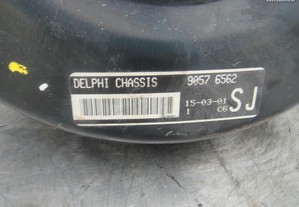 DELPHI CHASSIS 9057 6562
15-03-01 SJ
1 C6